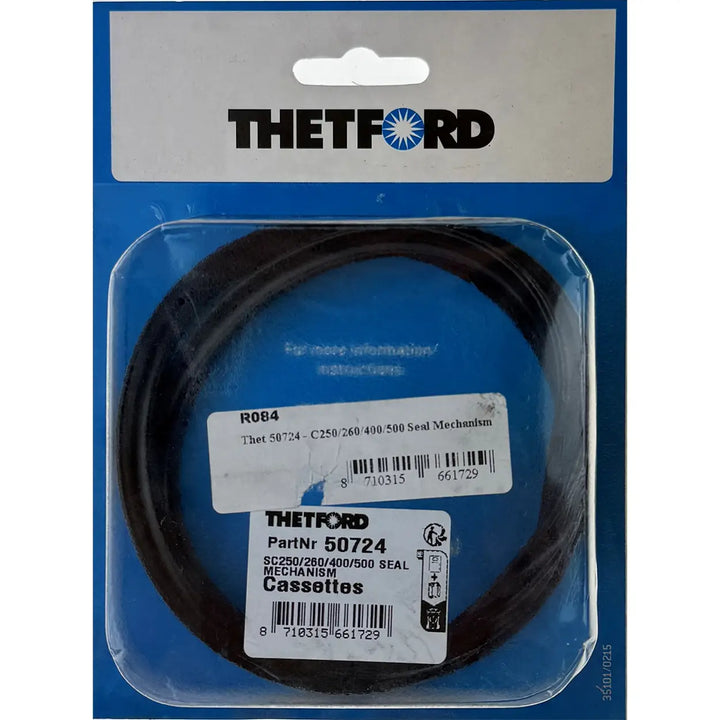 THETFORD
For more information/
instructions:
R084
Thet 50724 - C250/260/400/500 Seal Mechanism
8 710315 661729
THETFORD
PartNr 50724
SC250/260/400/500 SEAL
MECHANISM
Cassettes
8 710315 661729
35101/0215